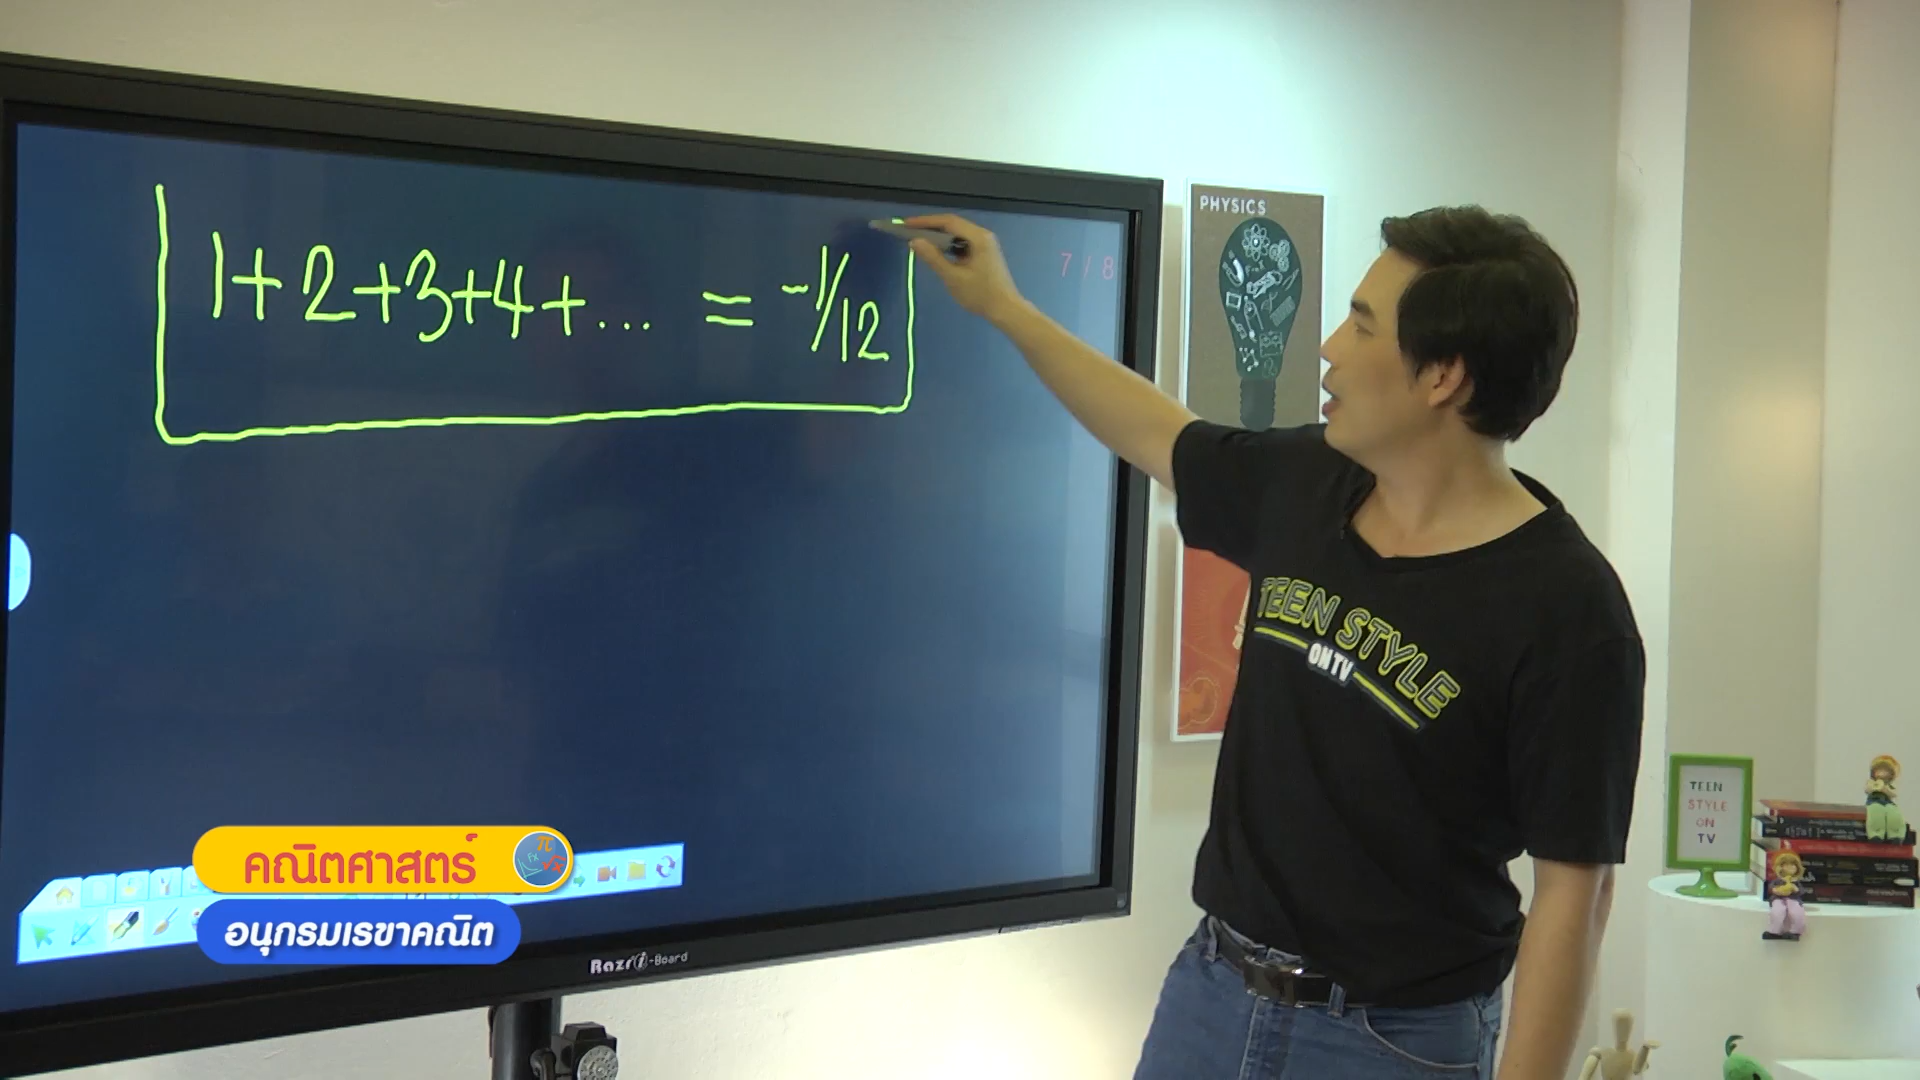 1+2+3+4+... = -1/12
7 / 8
PHYSICS
TEEN STYLE
ON TV
TEEN
STYLE
ON
TV
คณิตศาสตร์
อนุกรมเรขาคณิต
Razr i-Board